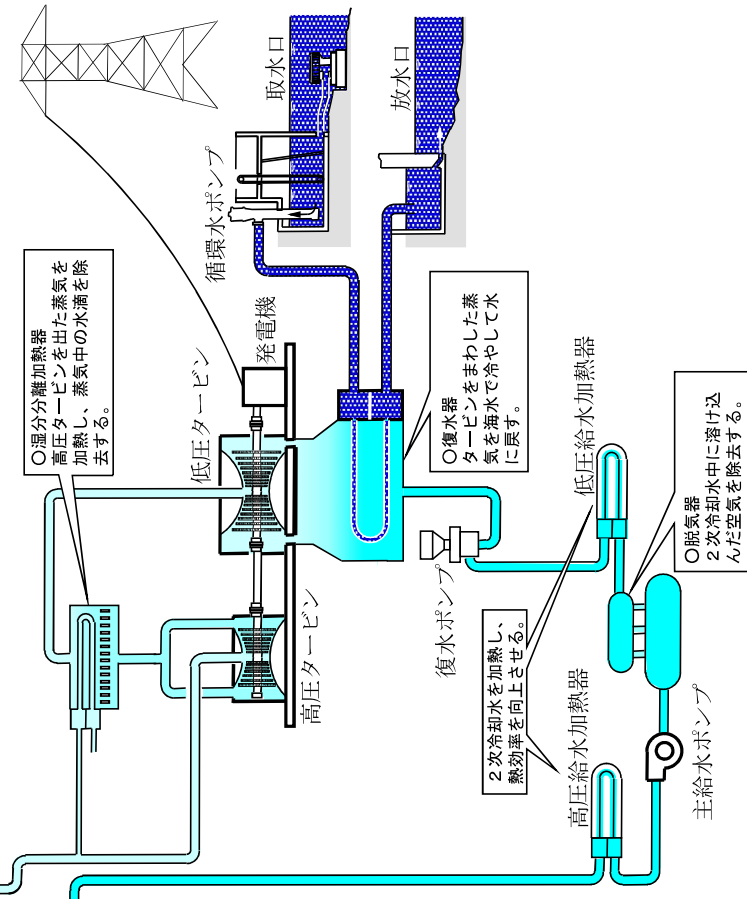 ○湿分分離加熱器
高圧タービンを出た蒸気を
加熱し、蒸気中の水滴を除
去する。
高圧タービン
低圧タービン
発電機
循環水ポンプ
取水口
放水口
○復水器
タービンをまわした蒸
気を海水で冷やして水
に戻す。
復水ポンプ
2次冷却水を加熱し、
熱効率を向上させる。
高圧給水加熱器
低圧給水加熱器
○脱気器
2次冷却水中に溶け込
んだ空気を除去する。
主給水ポンプ